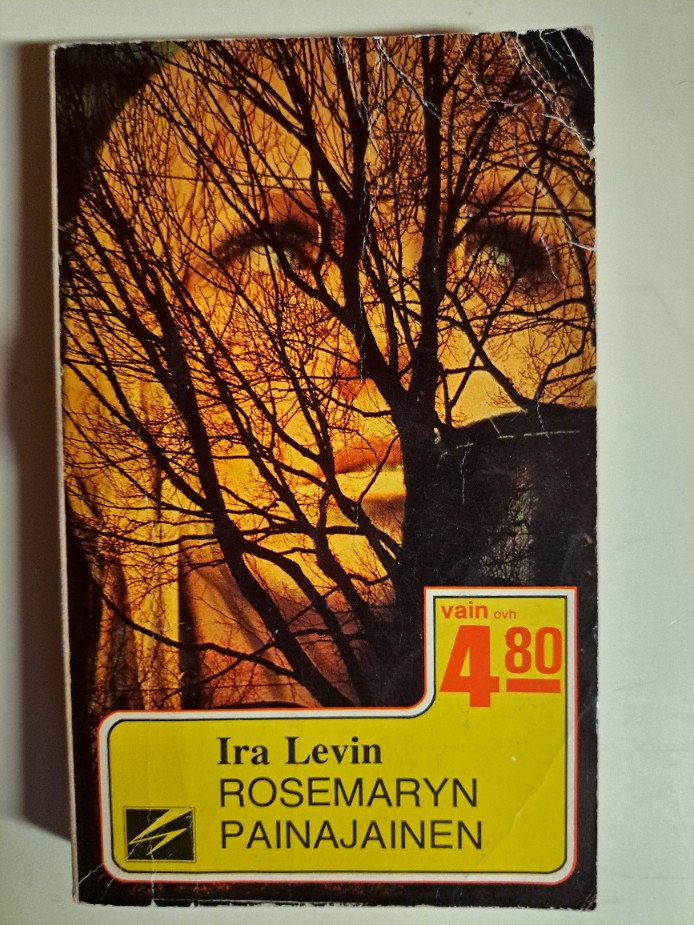 vain ovh
4 80
Ira Levin
ROSEMARYN
PAINAJAINEN